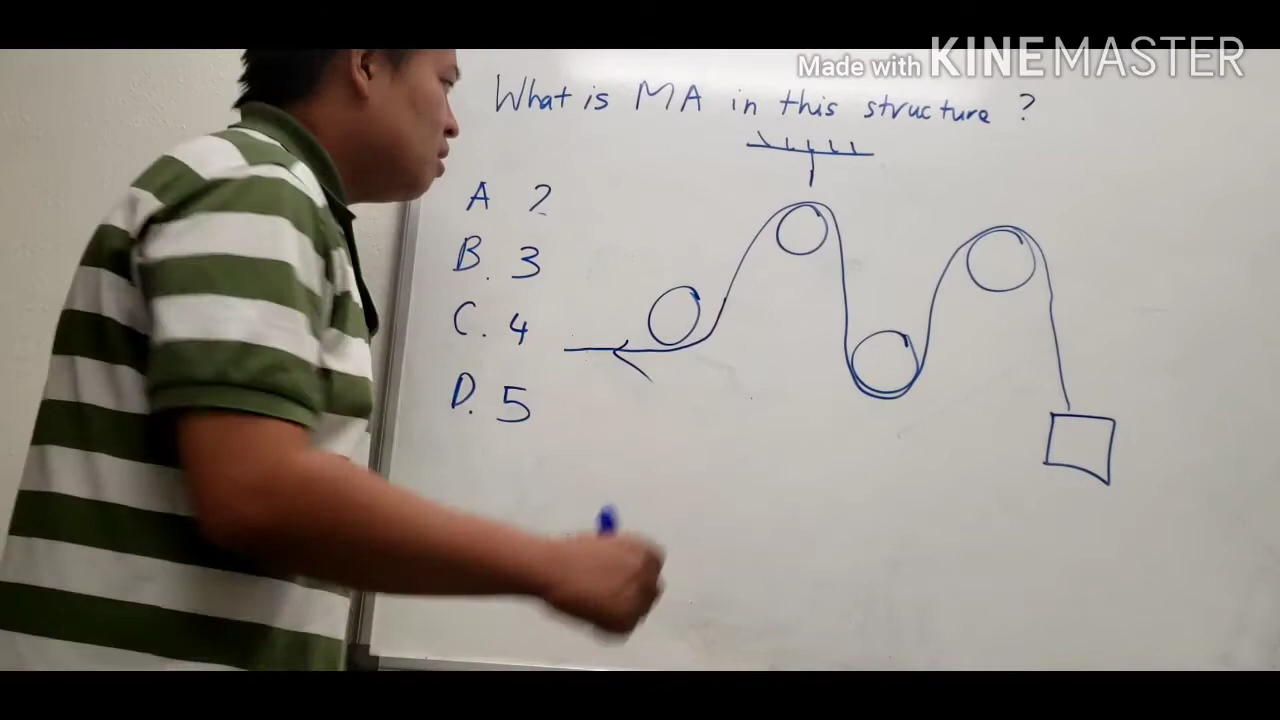 Made with KINEMASTER
What is MA in this structure ?
A 2
B. 3
C. 4
D. 5